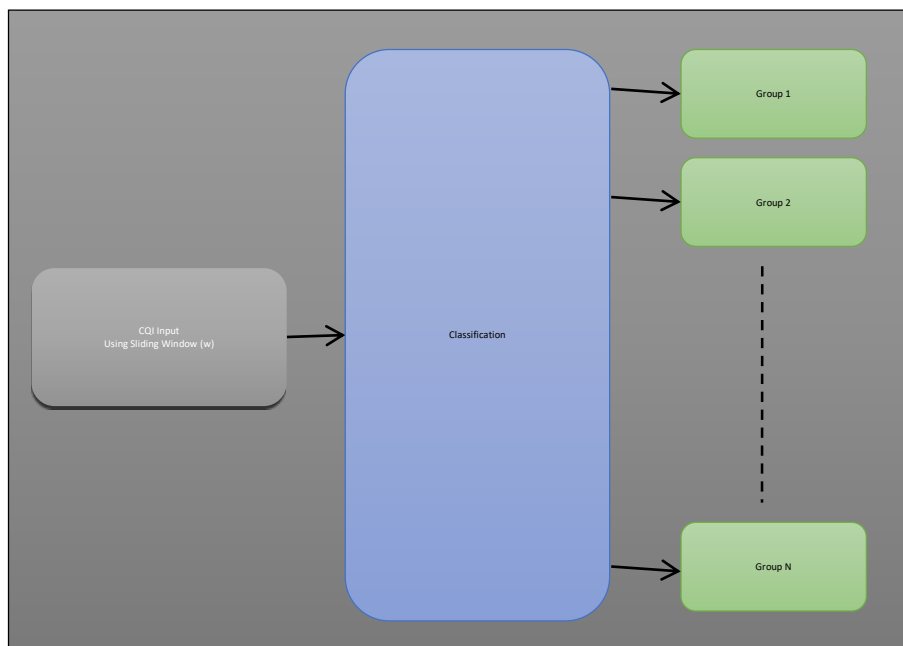 CQI Input
Using Sliding Window (w)
Classification
Group 1
Group 2
Group N